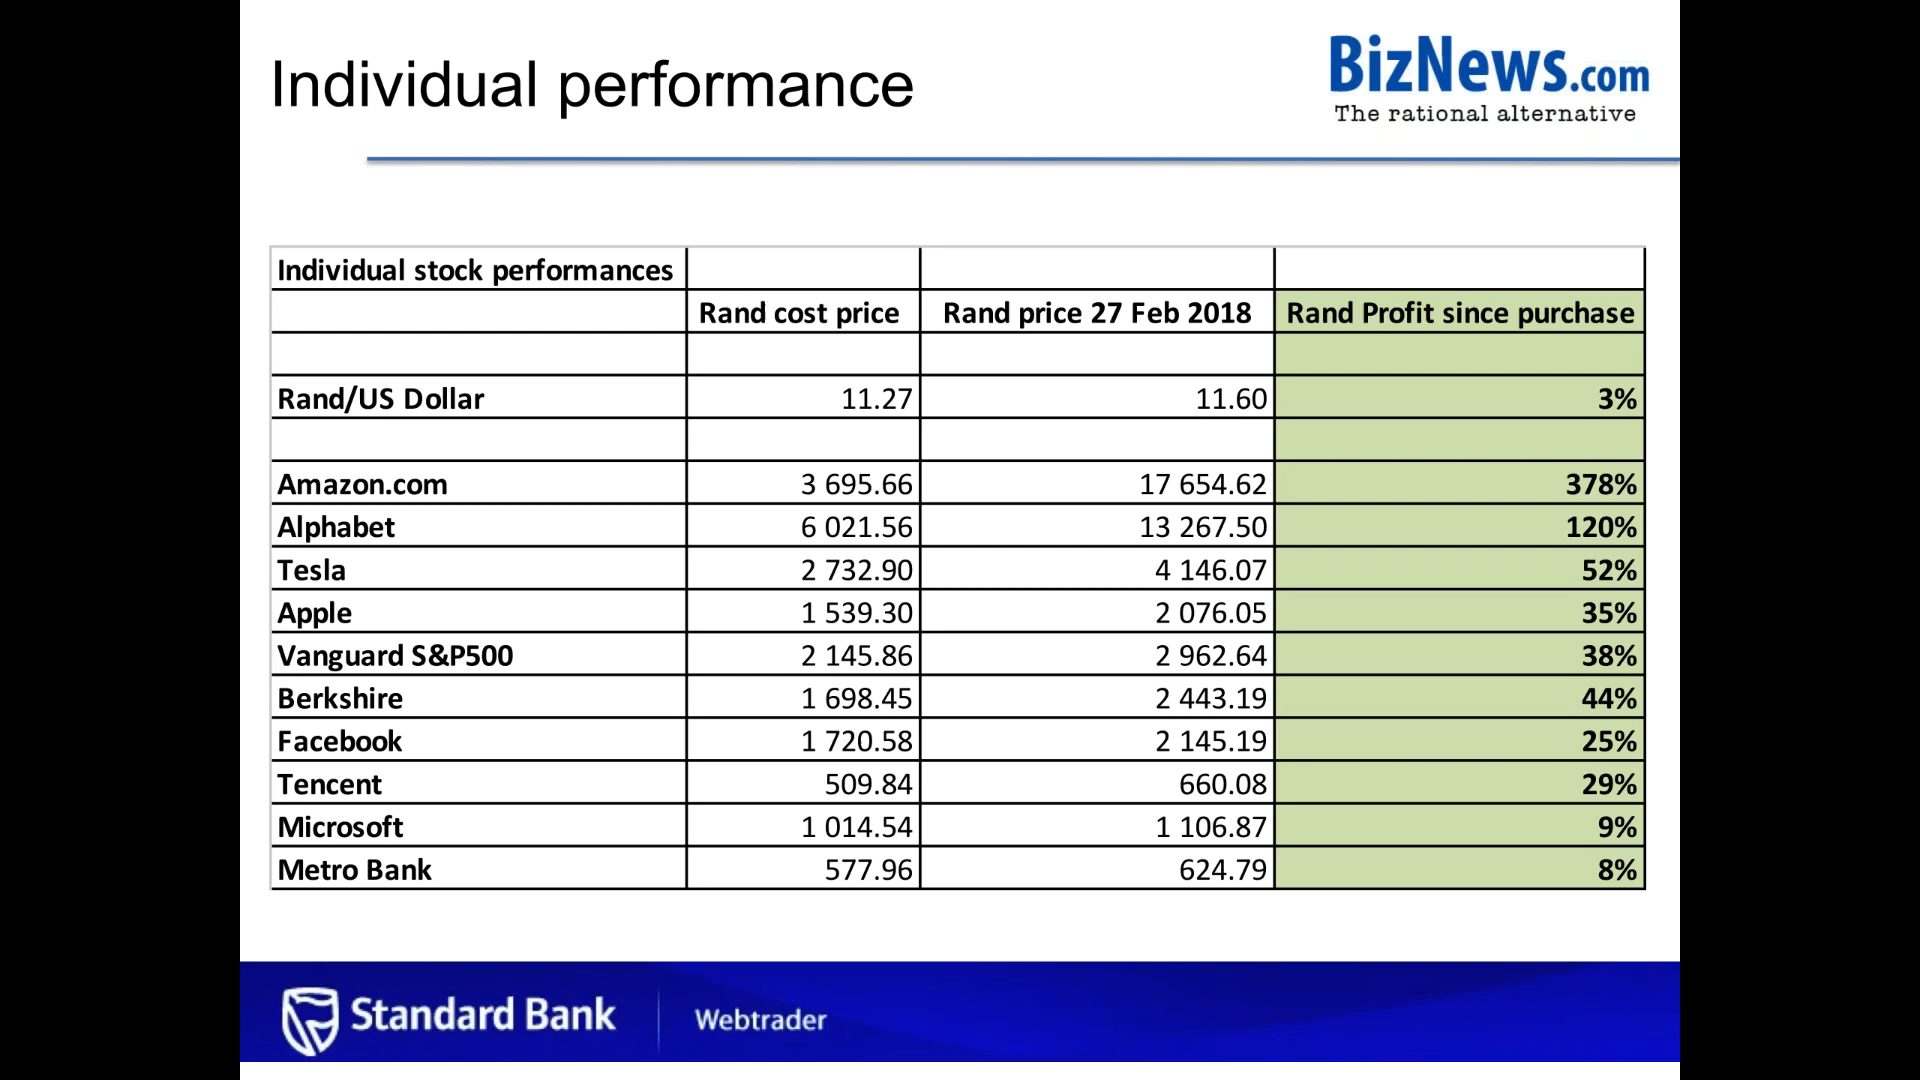 Individual performance
BizNews.com
The rational alternative
Individual stock performances
Rand cost price Rand price 27 Feb 2018 Rand Profit since purchase
Rand/US Dollar 11.27 11.60 3%
Amazon.com 3 695.66 17 654.62 378%
Alphabet 6 021.56 13 267.50 120%
Tesla 2 732.90 4 146.07 52%
Apple 1 539.30 2 076.05 35%
Vanguard S&P500 2 145.86 2 962.64 38%
Berkshire 1 698.45 2 443.19 44%
Facebook 1 720.58 2 145.19 25%
Tencent 509.84 660.08 29%
Microsoft 1 014.54 1 106.87 9%
Metro Bank 577.96 624.79 8%
Standard Bank Webtrader